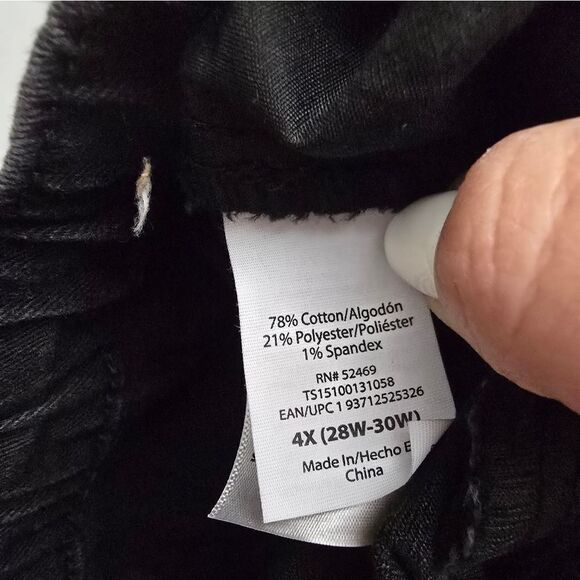 78% Cotton/Algodón
21% Polyester/Poliéster
1% Spandex
RN# 52469
TS15100131058
EAN/UPC 1 93712525326
4X (28W-30W)
Made In/Hecho E
China